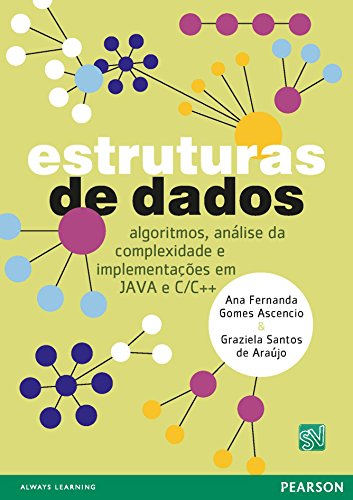 estruturas
de dados
algoritmos, análise da
complexidade e
implementações em
JAVA e C/C++
Ana Fernanda
Gomes Ascencio
&
Graziela Santos
de Araújo
SV
ALWAYS LEARNING
PEARSON